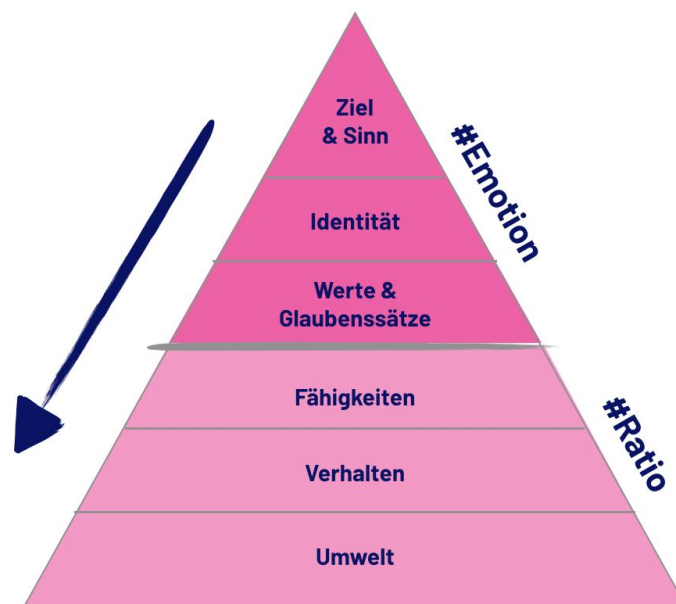 Ziel
& Sinn
#Emotion
Identität
Werte &
Glaubenssätze
Fähigkeiten
#Ratio
Verhalten
Umwelt